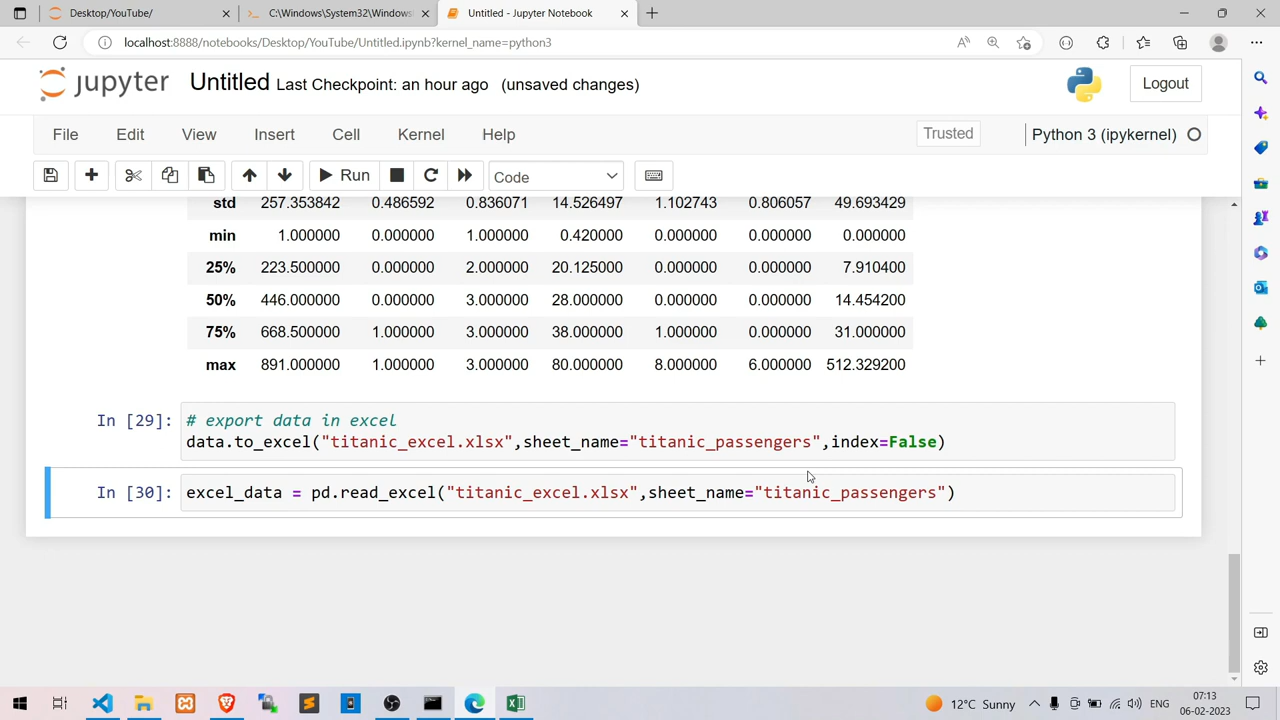 Desktop/YouTube/
C:\Windows\System32\Windows
Untitled - Jupyter Notebook
localhost:8888/notebooks/Desktop/YouTube/Untitled.ipynb?kernel_name=python3
jupyter Untitled Last Checkpoint: an hour ago (unsaved changes)
Logout
File Edit View Insert Cell Kernel Help
Trusted
Python 3 (ipykernel)
Run
Code
std 257.353842 0.486592 0.836071 14.526497 1.102743 0.806057 49.693429
min 1.000000 0.000000 1.000000 0.420000 0.000000 0.000000 0.000000
25% 223.500000 0.000000 2.000000 20.125000 0.000000 0.000000 7.910400
50% 446.000000 0.000000 3.000000 28.000000 0.000000 0.000000 14.454200
75% 668.500000 1.000000 3.000000 38.000000 1.000000 0.000000 31.000000
max 891.000000 1.000000 3.000000 80.000000 8.000000 6.000000 512.329200
In [29]: # export data in excel
data.to_excel("titanic_excel.xlsx",sheet_name="titanic_passengers",index=False)
In [30]: excel_data = pd.read_excel("titanic_excel.xlsx",sheet_name="titanic_passengers")
12°C Sunny
ENG
07:13
06-02-2023